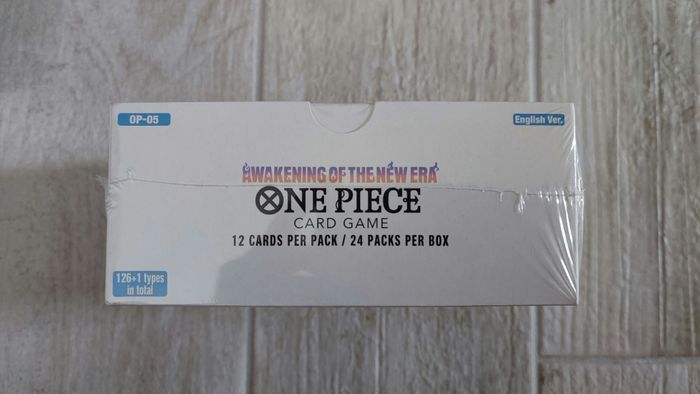 OP-05
English Ver.
AWAKENING OF THE NEW ERA
ONE PIECE
CARD GAME
12 CARDS PER PACK / 24 PACKS PER BOX
126+1 types
in total